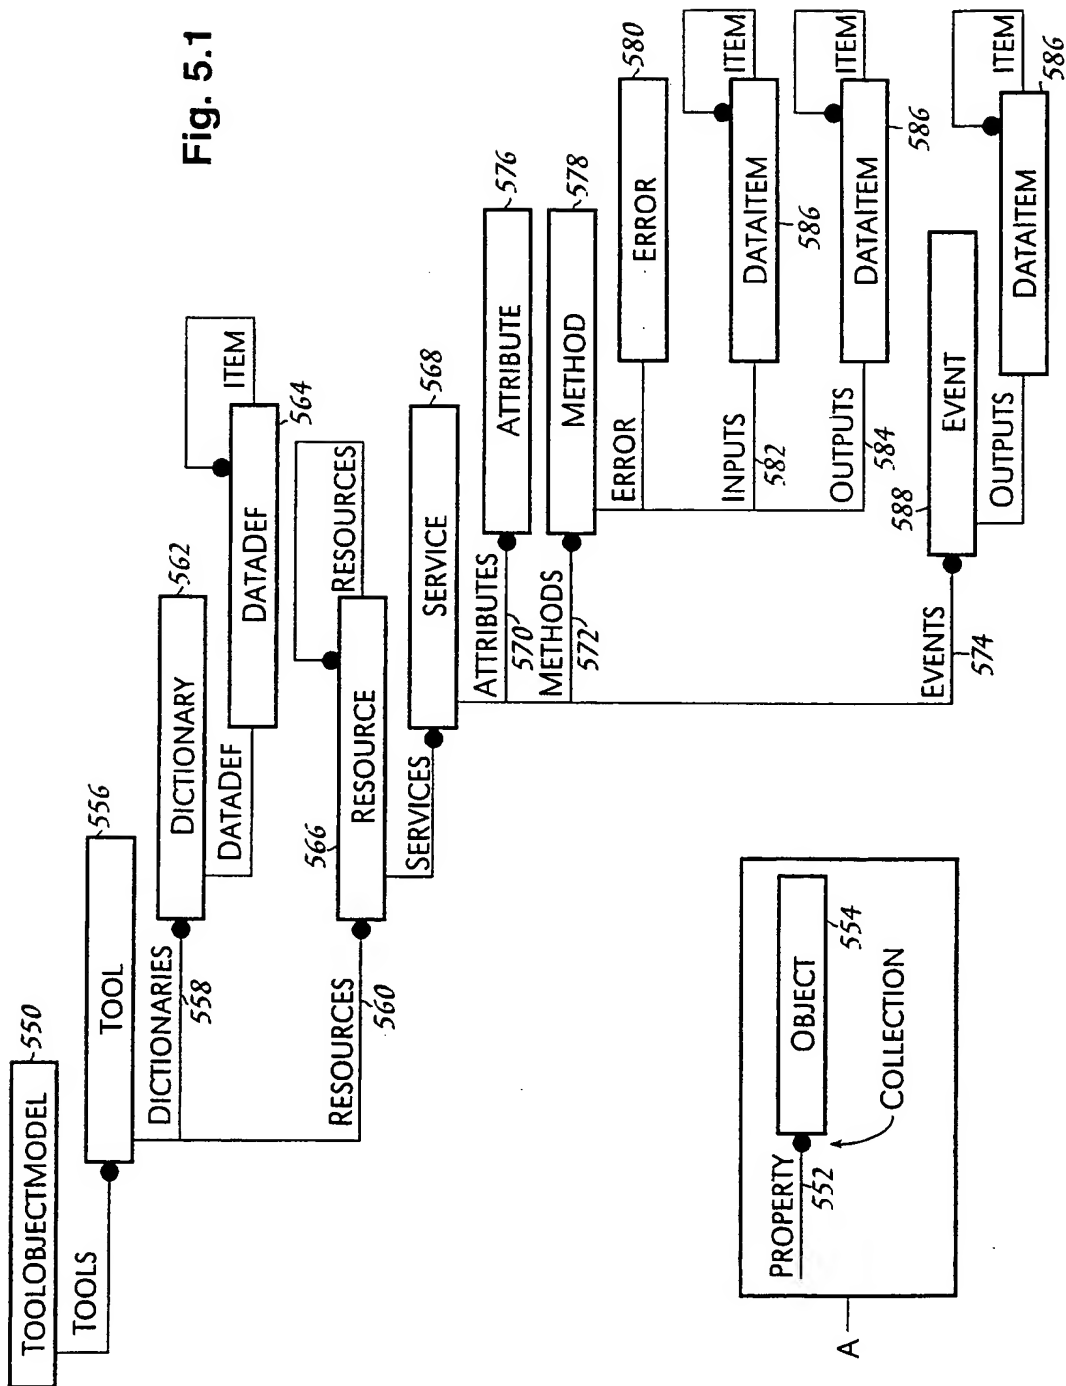 Fig. 5.1
TOOLOBJECTMODEL
550
TOOLS
TOOL
556
DICTIONARIES
558
DICTIONARY
562
DATADEF
DATADEF
564
ITEM
RESOURCES
560
RESOURCE
566
RESOURCES
SERVICES
SERVICE
568
ATTRIBUTES
570
ATTRIBUTE
576
METHODS
572
METHOD
578
ERROR
ERROR
580
INPUTS
582
DATAITEM
586
ITEM
OUTPUTS
584
DATAITEM
586
ITEM
EVENTS
574
EVENT
588
OUTPUTS
DATAITEM
586
ITEM
A
PROPERTY
552
OBJECT
554
COLLECTION